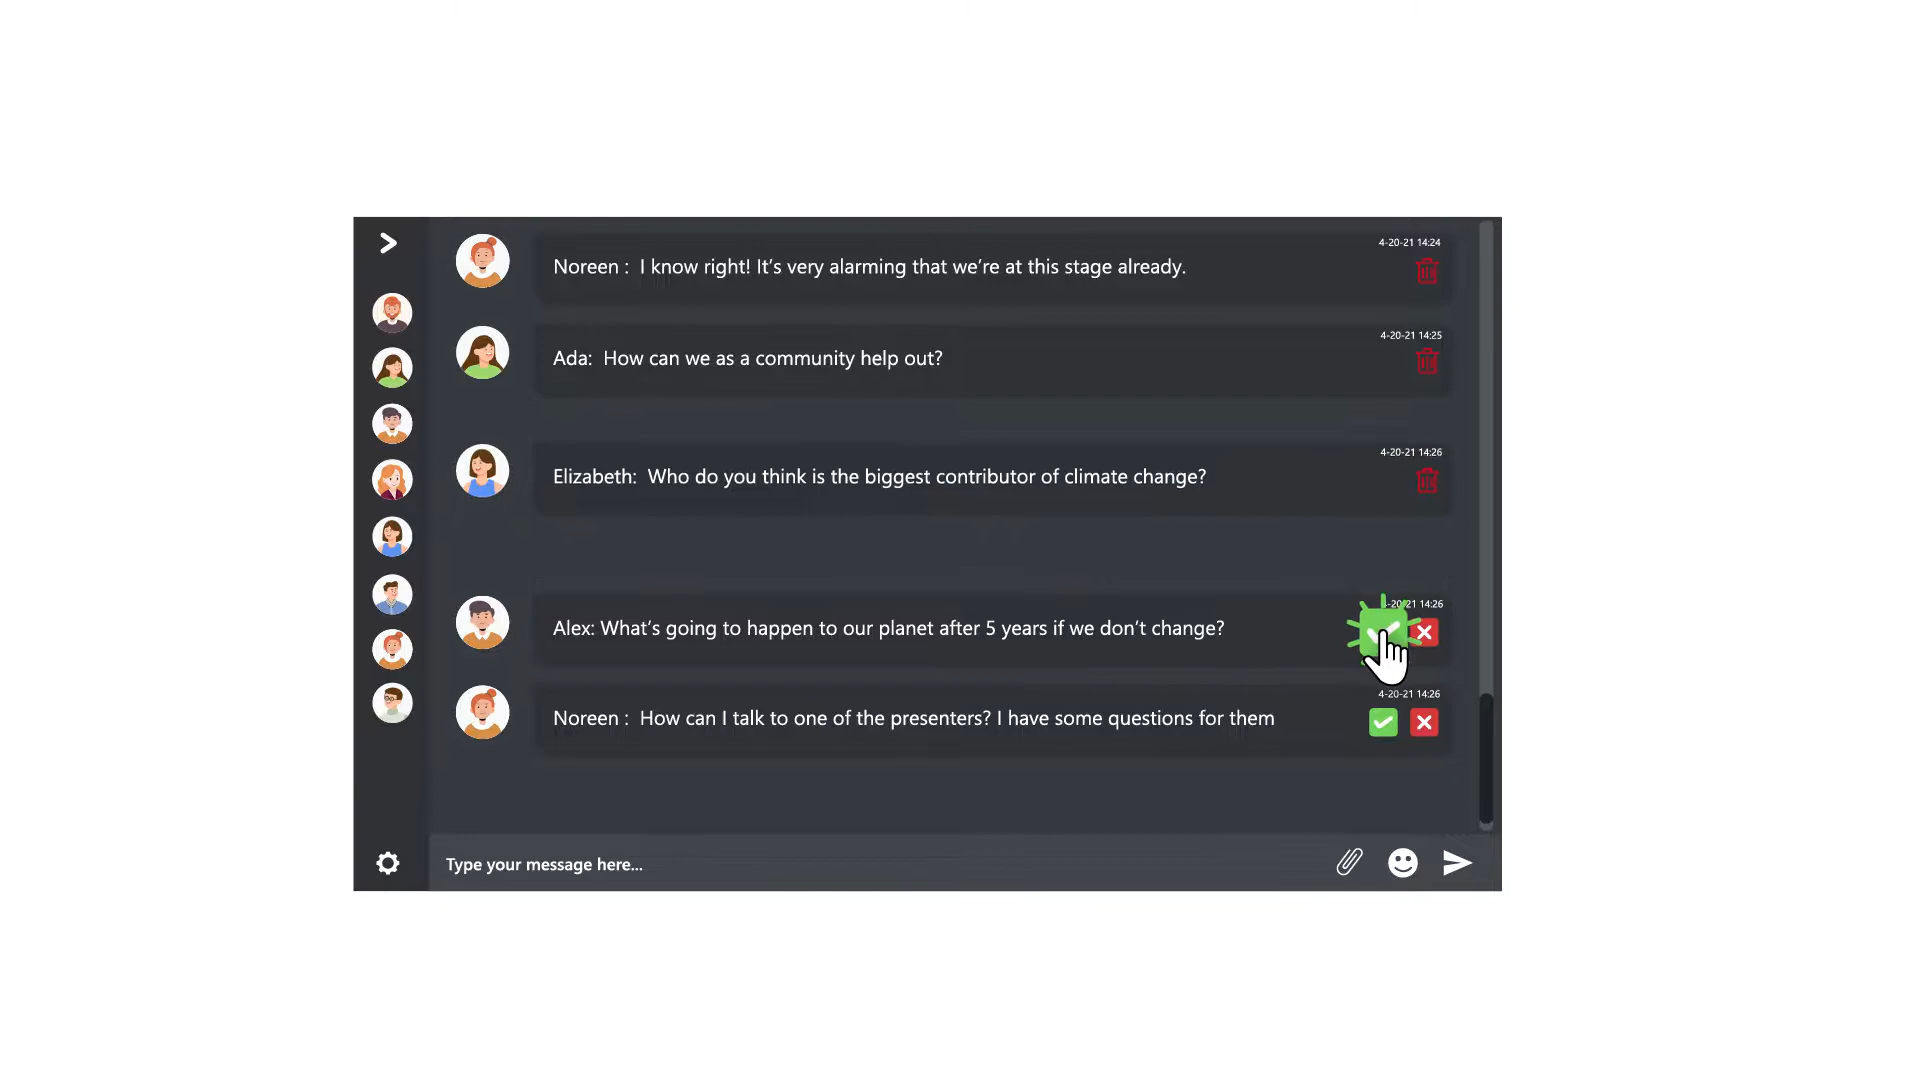 4-20-21 14:24
Noreen : I know right! It’s very alarming that we’re at this stage already.
4-20-21 14:25
Ada: How can we as a community help out?
4-20-21 14:26
Elizabeth: Who do you think is the biggest contributor of climate change?
-20-21 14:26
Alex: What’s going to happen to our planet after 5 years if we don’t change?
4-20-21 14:26
Noreen : How can I talk to one of the presenters? I have some questions for them
Type your message here...